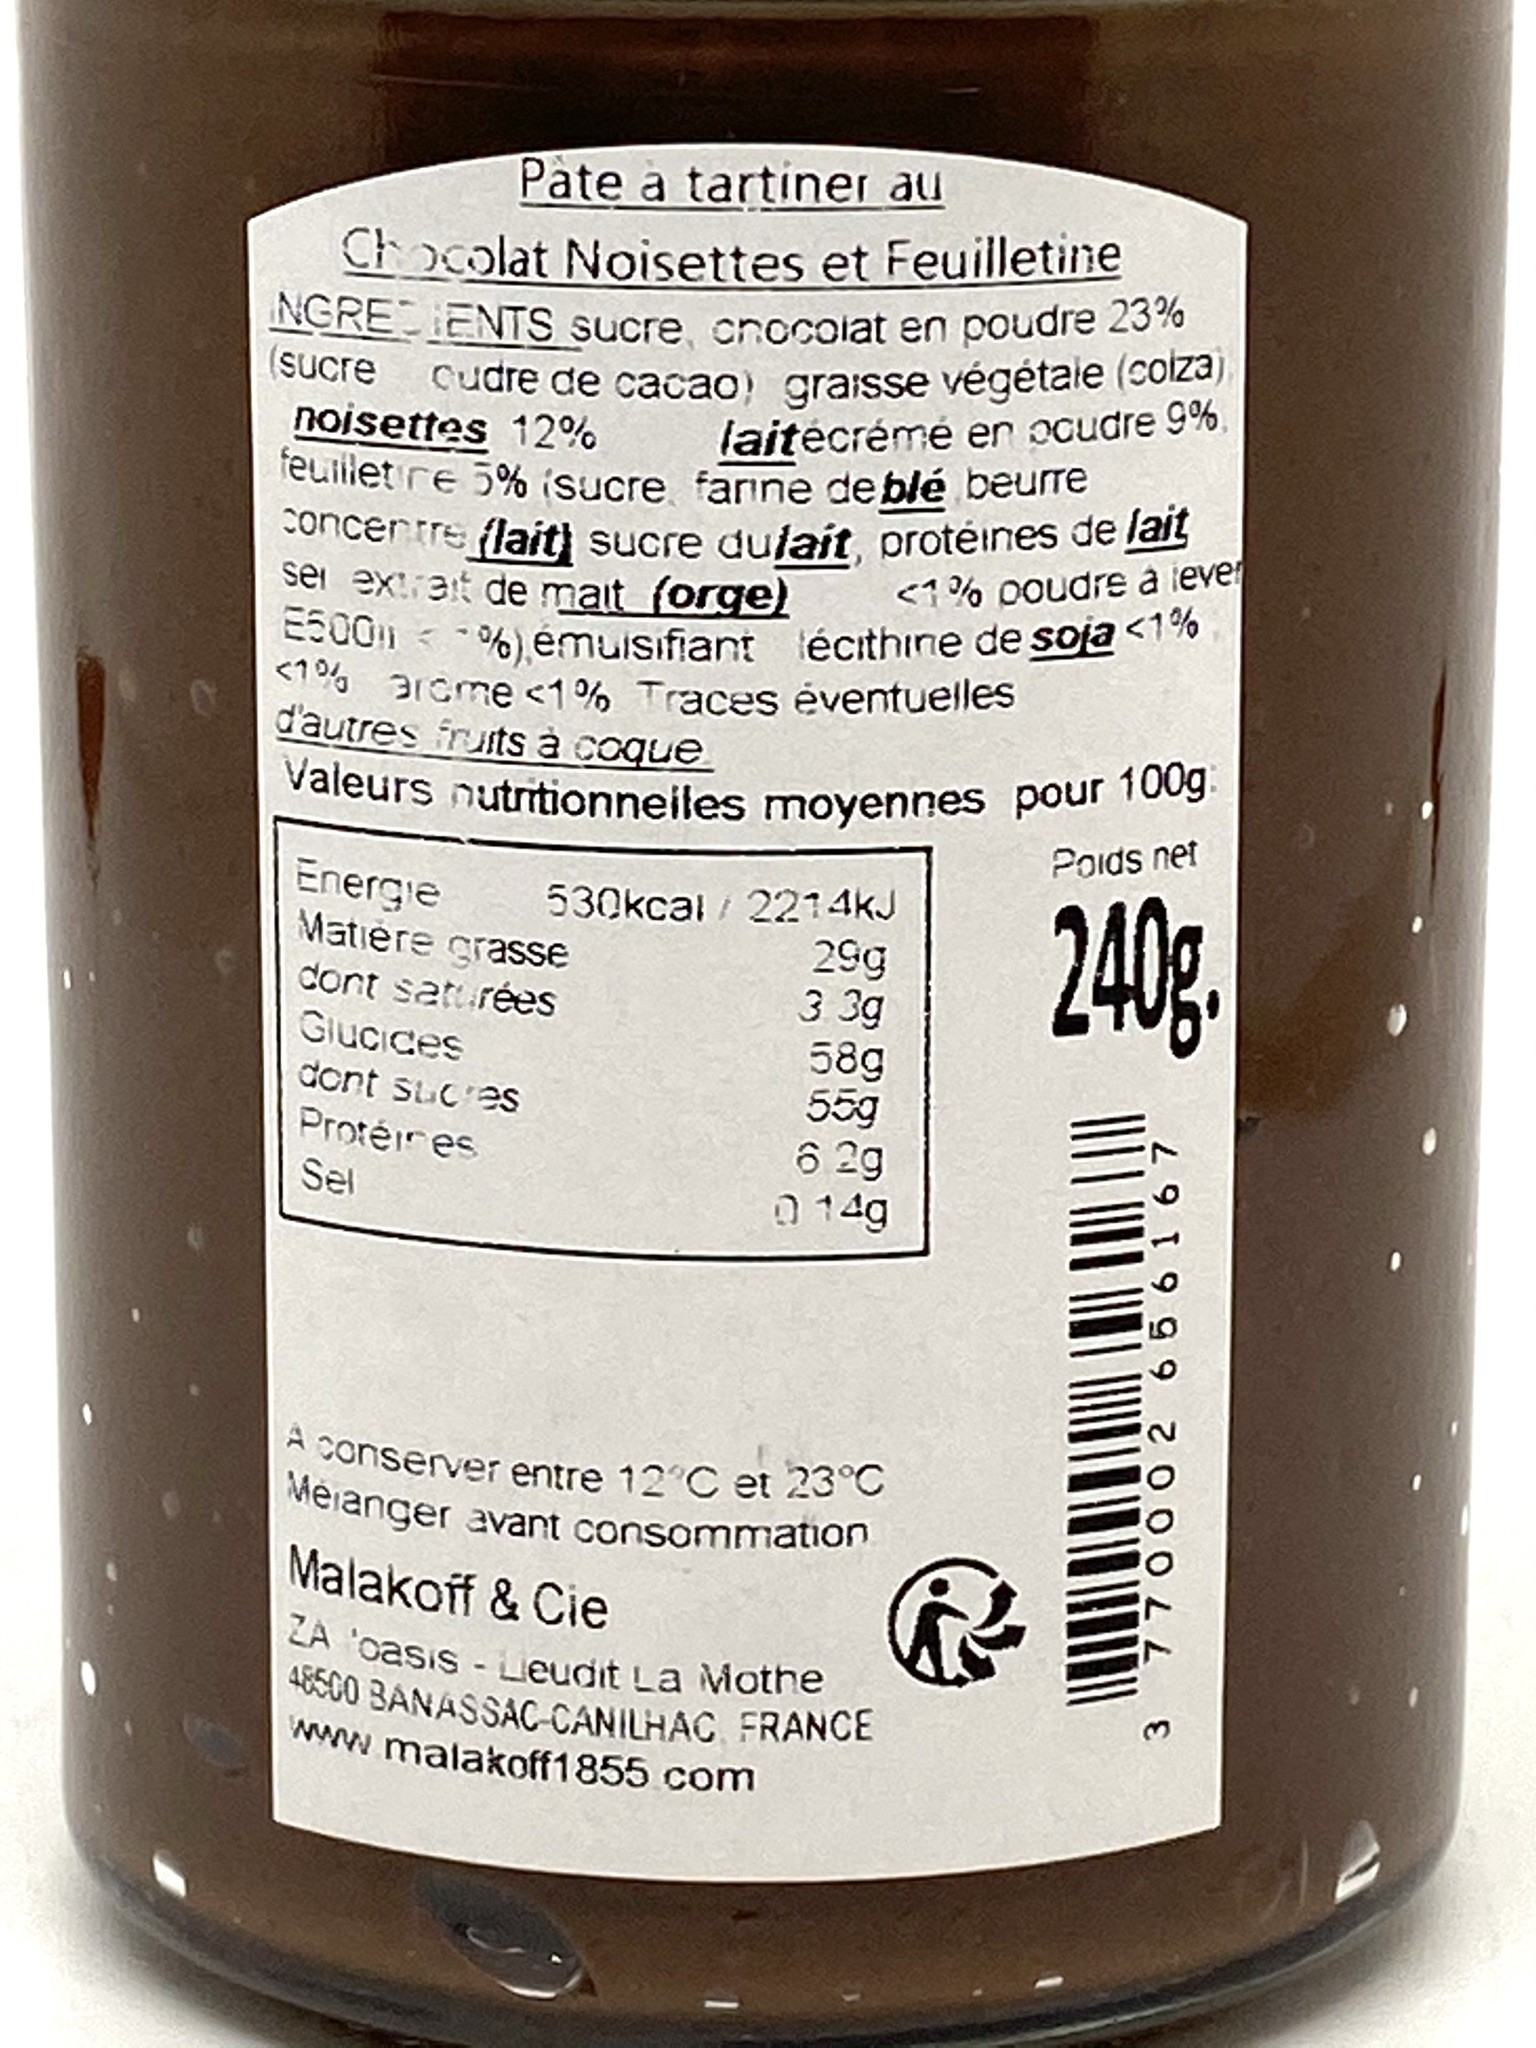 Pâte à tartiner au
Chocolat Noisettes et Feuilletine
INGREDIENTS sucre, chocolat en poudre 23%
(sucre poudre de cacao) graisse végétale (colza),
noisettes 12% lait écrémé en poudre 9%,
feuilletine 5% (sucre, farine de blé, beurre
concentré (lait) sucre du lait, protéines de lait
sel extrait de malt (orge) <1% poudre à lever
E500ii < 1%), émulsifiant lécithine de soja <1%
<1% arome <1% Traces éventuelles
d'autres fruits à coque
Valeurs nutritionnelles moyennes pour 100g:
Energie 530kcal / 2214kJ
Matière grasse 29g
dont saturées 3.3g
Glucides 58g
dont sucres 55g
Protéines 6.2g
Sel 0.14g
Poids net
240g.
3 770002 656167
A conserver entre 12°C et 23°C
Mélanger avant consommation
Malakoff & Cie
ZA l'oasis - Lieudit La Mothe
48500 BANASSAC-CANILHAC, FRANCE
www.malakoff1855.com